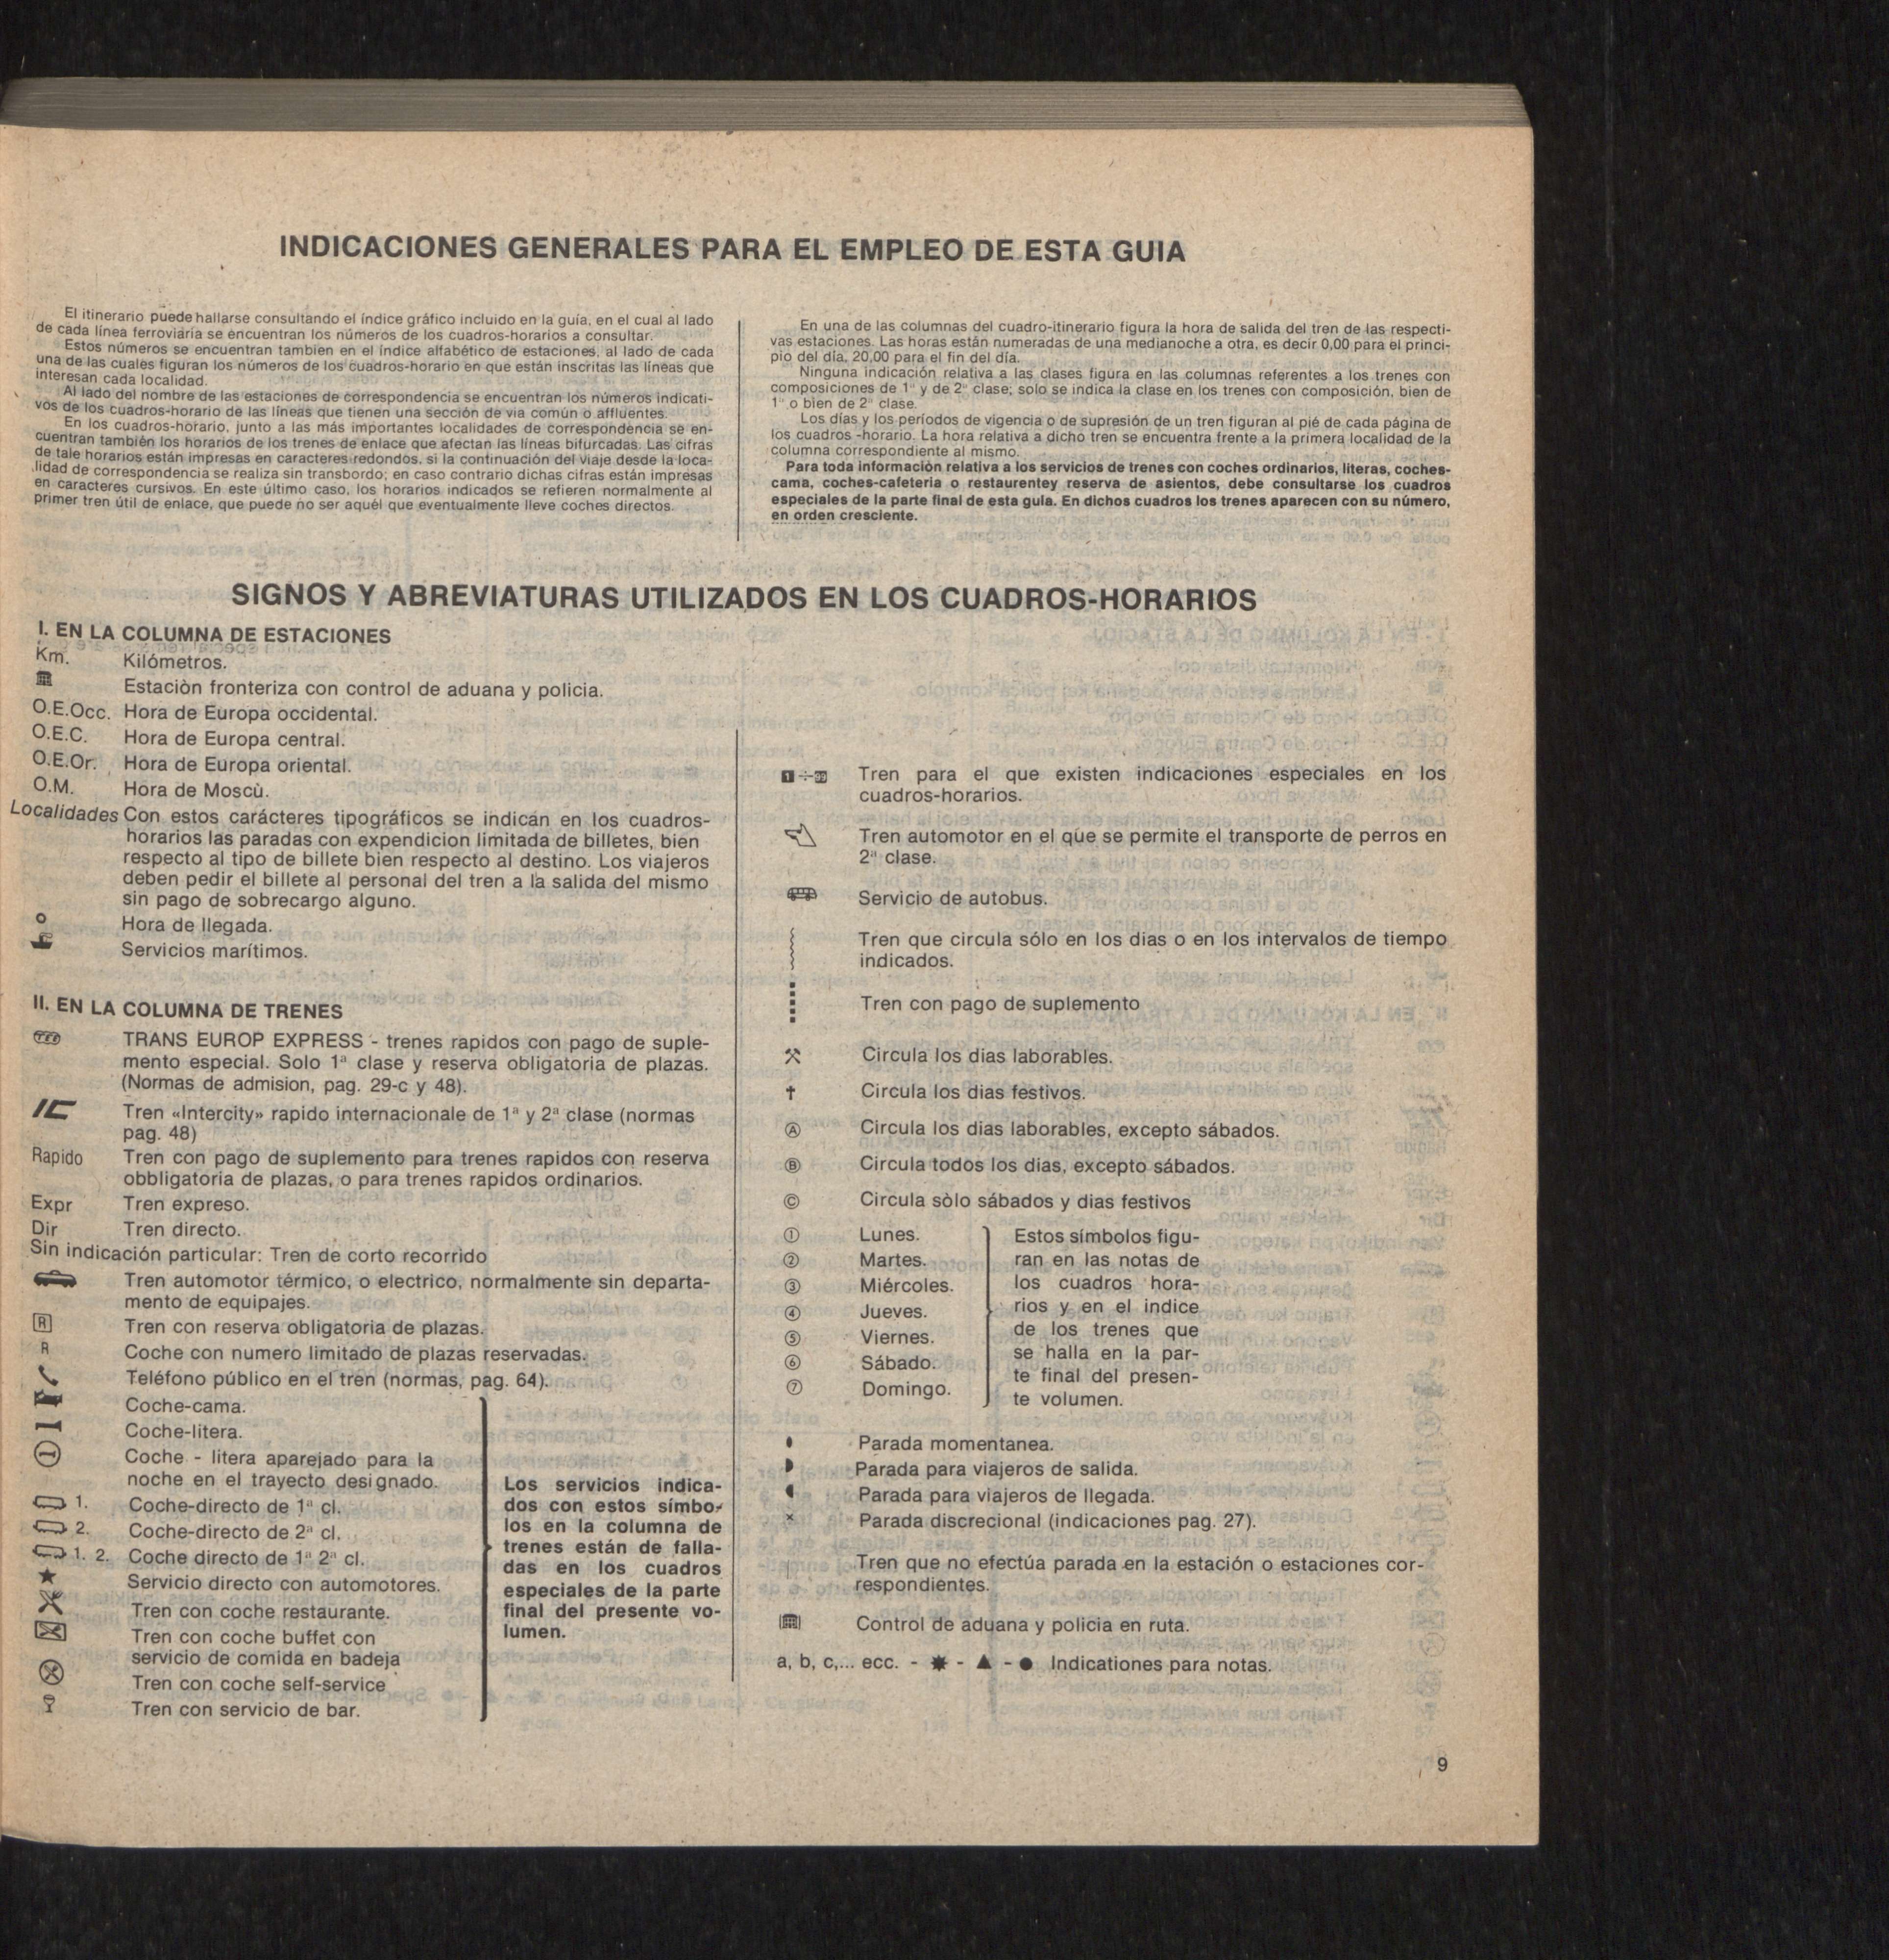 INDICACIONES GENERALES PARA EL EMPLEO DE ESTA GUIA
El itinerario puede hallarse consultando el índice gráfico incluido en la guía, en el cual al lado
de cada línea ferroviaria se encuentran los números de los cuadros-horarios a consultar.
Estos números se encuentran tambien en el índice alfabético de estaciones, al lado de cada
una de las cuales figuran los números de los cuadros-horario en que están inscritas las líneas que
interesan cada localidad.
Al lado del nombre de las estaciones de correspondencia se encuentran los números indicati-
vos de los cuadros-horario de las líneas que tienen una sección de via común o affluentes.
En los cuadros-horario, junto a las más importantes localidades de correspondencia se en-
cuentran también los horarios de los trenes de enlace que afectan las líneas bifurcadas. Las cifras
de tale horarios están impresas en caracteres redondos, si la continuación del viaje desde la loca-
lidad de correspondencia se realiza sin transbordo; en caso contrario dichas cifras están impresas
en caracteres cursivos. En este último caso, los horarios indicados se refieren normalmente al
primer tren útil de enlace, que puede no ser aquél que eventualmente lleve coches directos.
En una de las columnas del cuadro-itinerario figura la hora de salida del tren de las respecti-
vas estaciones. Las horas están numeradas de una medianoche a otra, es decir 0,00 para el princi-
pio del día, 20,00 para el fin del día.
Ninguna indicación relativa a las clases figura en las columnas referentes a los trenes con
composiciones de 1ª y de 2ª clase; solo se indica la clase en los trenes con composición, bien de
1ª o bien de 2ª clase.
Los días y los períodos de vigencia o de supresión de un tren figuran al pié de cada página de
los cuadros -horario. La hora relativa a dicho tren se encuentra frente a la primera localidad de la
columna correspondiente al mismo.
Para toda información relativa a los servicios de trenes con coches ordinarios, literas, coches-
cama, coches-cafeteria o restaurentey reserva de asientos, debe consultarse los cuadros
especiales de la parte final de esta guía. En dichos cuadros los trenes aparecen con su número,
en orden cresciente.
SIGNOS Y ABREVIATURAS UTILIZADOS EN LOS CUADROS-HORARIOS
I. EN LA COLUMNA DE ESTACIONES
Km. Kilómetros.
Estaciòn fronteriza con control de aduana y policia.
O.E.Occ. Hora de Europa occidental.
O.E.C. Hora de Europa central.
O.E.Or. Hora de Europa oriental.
O.M. Hora de Moscù.
Localidades Con estos carácteres tipográficos se indicán en los cuadros-
horarios las paradas con expendicion limitada de billetes, bien
respecto al tipo de billete bien respecto al destino. Los viajeros
deben pedir el billete al personal del tren a la salida del mismo
sin pago de sobrecargo alguno.
Hora de llegada.
Servicios marítimos.
II. EN LA COLUMNA DE TRENES
TEE TRANS EUROP EXPRESS - trenes rapidos con pago de suple-
mento especial. Solo 1ª clase y reserva obligatoria de plazas.
(Normas de admision, pag. 29-c y 48).
IC Tren «Intercity» rapido internacionale de 1ª y 2ª clase (normas
pag. 48)
Rapido Tren con pago de suplemento para trenes rapidos con reserva
obbligatoria de plazas, o para trenes rapidos ordinarios.
Expr Tren expreso.
Dir Tren directo.
Sin indicación particular: Tren de corto recorrido
Tren automotor térmico, o electrico, normalmente sin departa-
mento de equipajes.
R Tren con reserva obligatoria de plazas.
R Coche con numero limitado de plazas reservadas.
Teléfono público en el tren (normas, pag. 64).
Coche-cama.
Coche-litera.
Coche - litera aparejado para la
noche en el trayecto designado.
1. Coche-directo de 1ª cl.
2. Coche-directo de 2ª cl.
1. 2. Coche directo de 1ª 2ª cl.
★ Servicio directo con automotores.
Tren con coche restaurante.
Tren con coche buffet con
servicio de comida en badeja
Tren con coche self-service
Tren con servicio de bar.
Los servicios indica-
dos con estos símbo-
los en la columna de
trenes están de falla-
das en los cuadros
especiales de la parte
final del presente vo-
lumen.
1 ÷ 99 Tren para el que existen indicaciones especiales en los
cuadros-horarios.
Tren automotor en el que se permite el transporte de perros en
2ª clase.
Servicio de autobus.
Tren que circula sólo en los dias o en los intervalos de tiempo
indicados.
Tren con pago de suplemento
⚒ Circula los dias laborables.
✝ Circula los dias festivos.
Ⓐ Circula los dias laborables, excepto sábados.
Ⓑ Circula todos los dias, excepto sábados.
© Circula sòlo sábados y dias festivos
① Lunes.
② Martes.
③ Miércoles.
④ Jueves.
⑤ Viernes.
⑥ Sábado.
⑦ Domingo.
Estos símbolos figu-
ran en las notas de
los cuadros hora-
rios y en el indice
de los trenes que
se halla en la par-
te final del presen-
te volumen.
Parada momentanea.
Parada para viajeros de salida.
Parada para viajeros de llegada.
× Parada discrecional (indicaciones pag. 27).
| Tren que no efectúa parada en la estación o estaciones cor-
respondientes.
Control de aduana y policia en ruta.
a, b, c,... ecc. - ✸ - ▲ - ● Indicationes para notas.
9